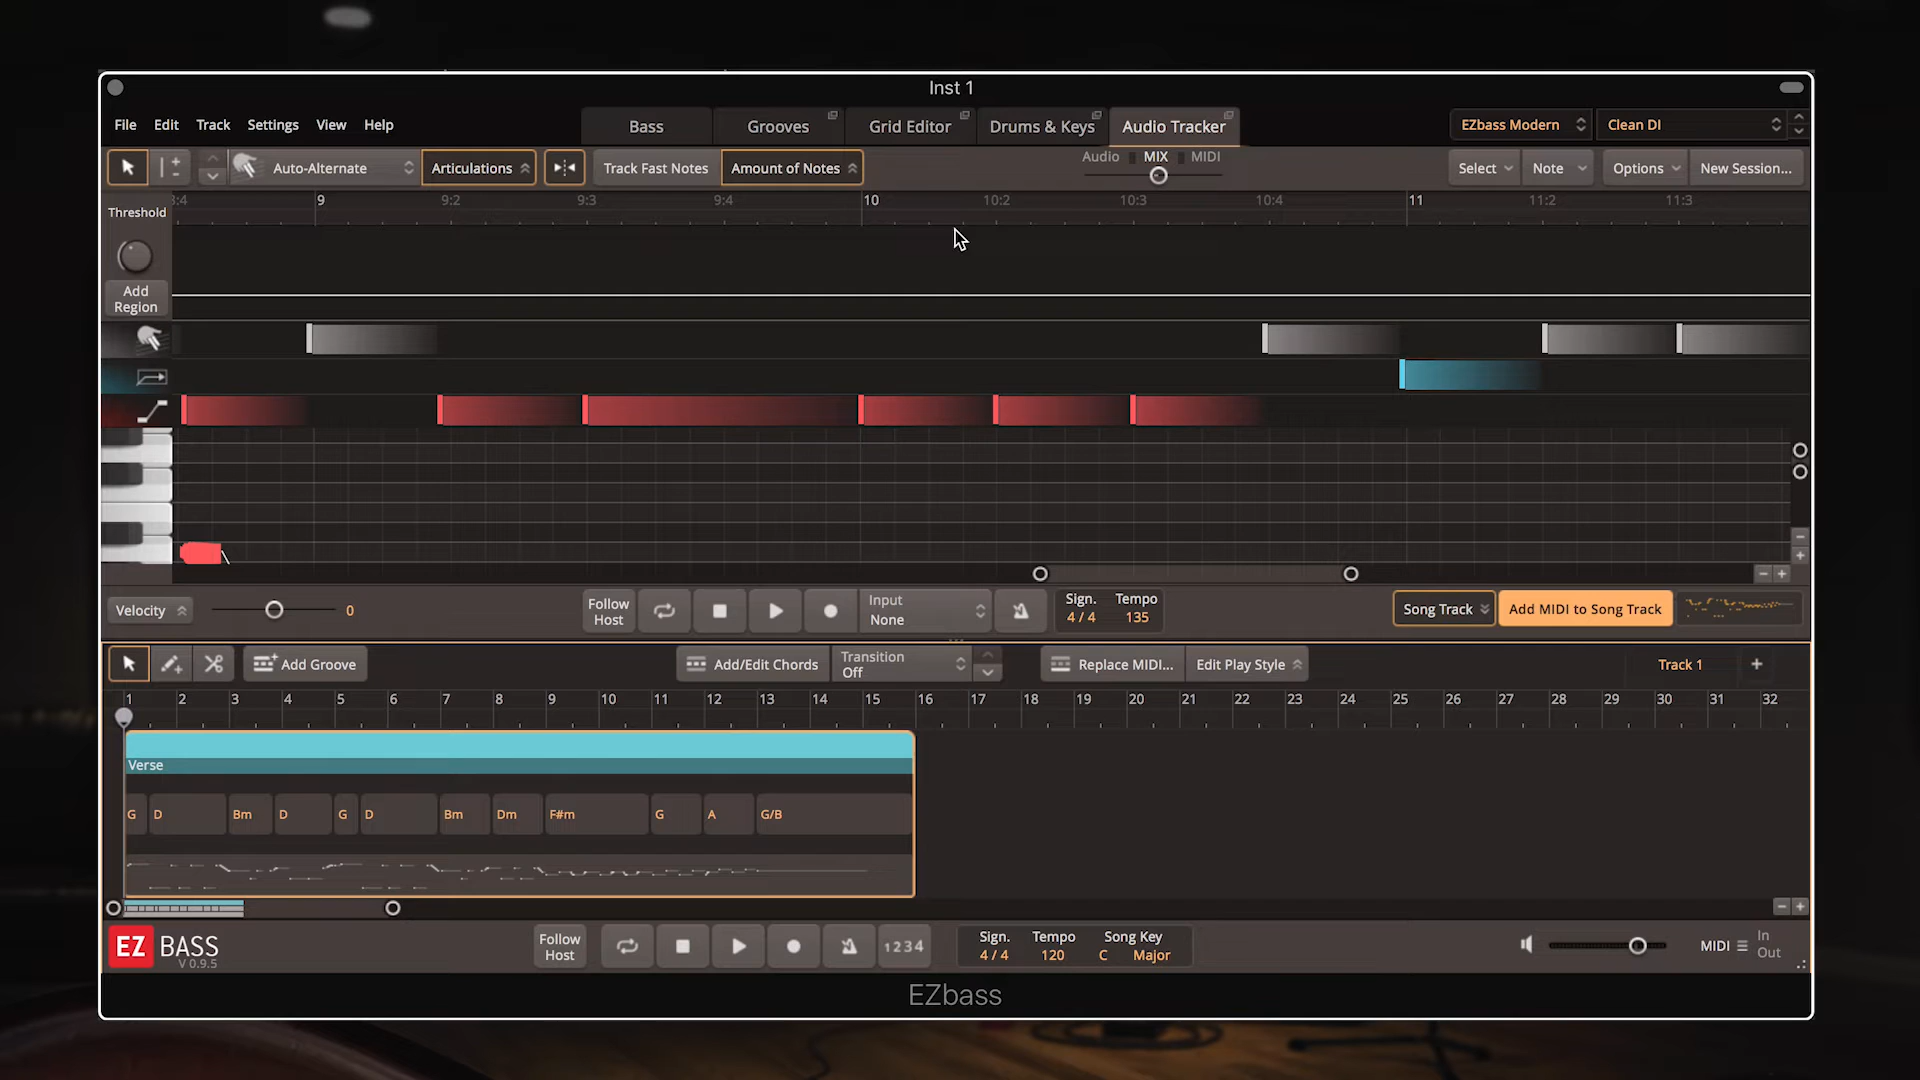 Inst 1
File Edit Track Settings View Help
Bass Grooves Grid Editor Drums & Keys Audio Tracker
EZbass Modern Clean DI
Auto-Alternate Articulations Track Fast Notes Amount of Notes
Audio MIX MIDI
Select Note Options New Session...
Threshold
:4 9 9:2 9:3 9:4 10 10:2 10:3 10:4 11 11:2 11:3
Add
Region
Velocity 0
Follow
Host
Input
None
Sign. Tempo
4 / 4 135
Song Track Add MIDI to Song Track
Add Groove
Add/Edit Chords
Transition
Off
Replace MIDI... Edit Play Style
Track 1
1 2 3 4 5 6 7 8 9 10 11 12 13 14 15 16 17 18 19 20 21 22 23 24 25 26 27 28 29 30 31 32
Verse
G D Bm D G D Bm Dm F#m G A G/B
EZ BASS
V 0.9.5
Follow
Host
1 2 3 4
Sign. Tempo Song Key
4 / 4 120 C Major
MIDI
In
Out
EZbass